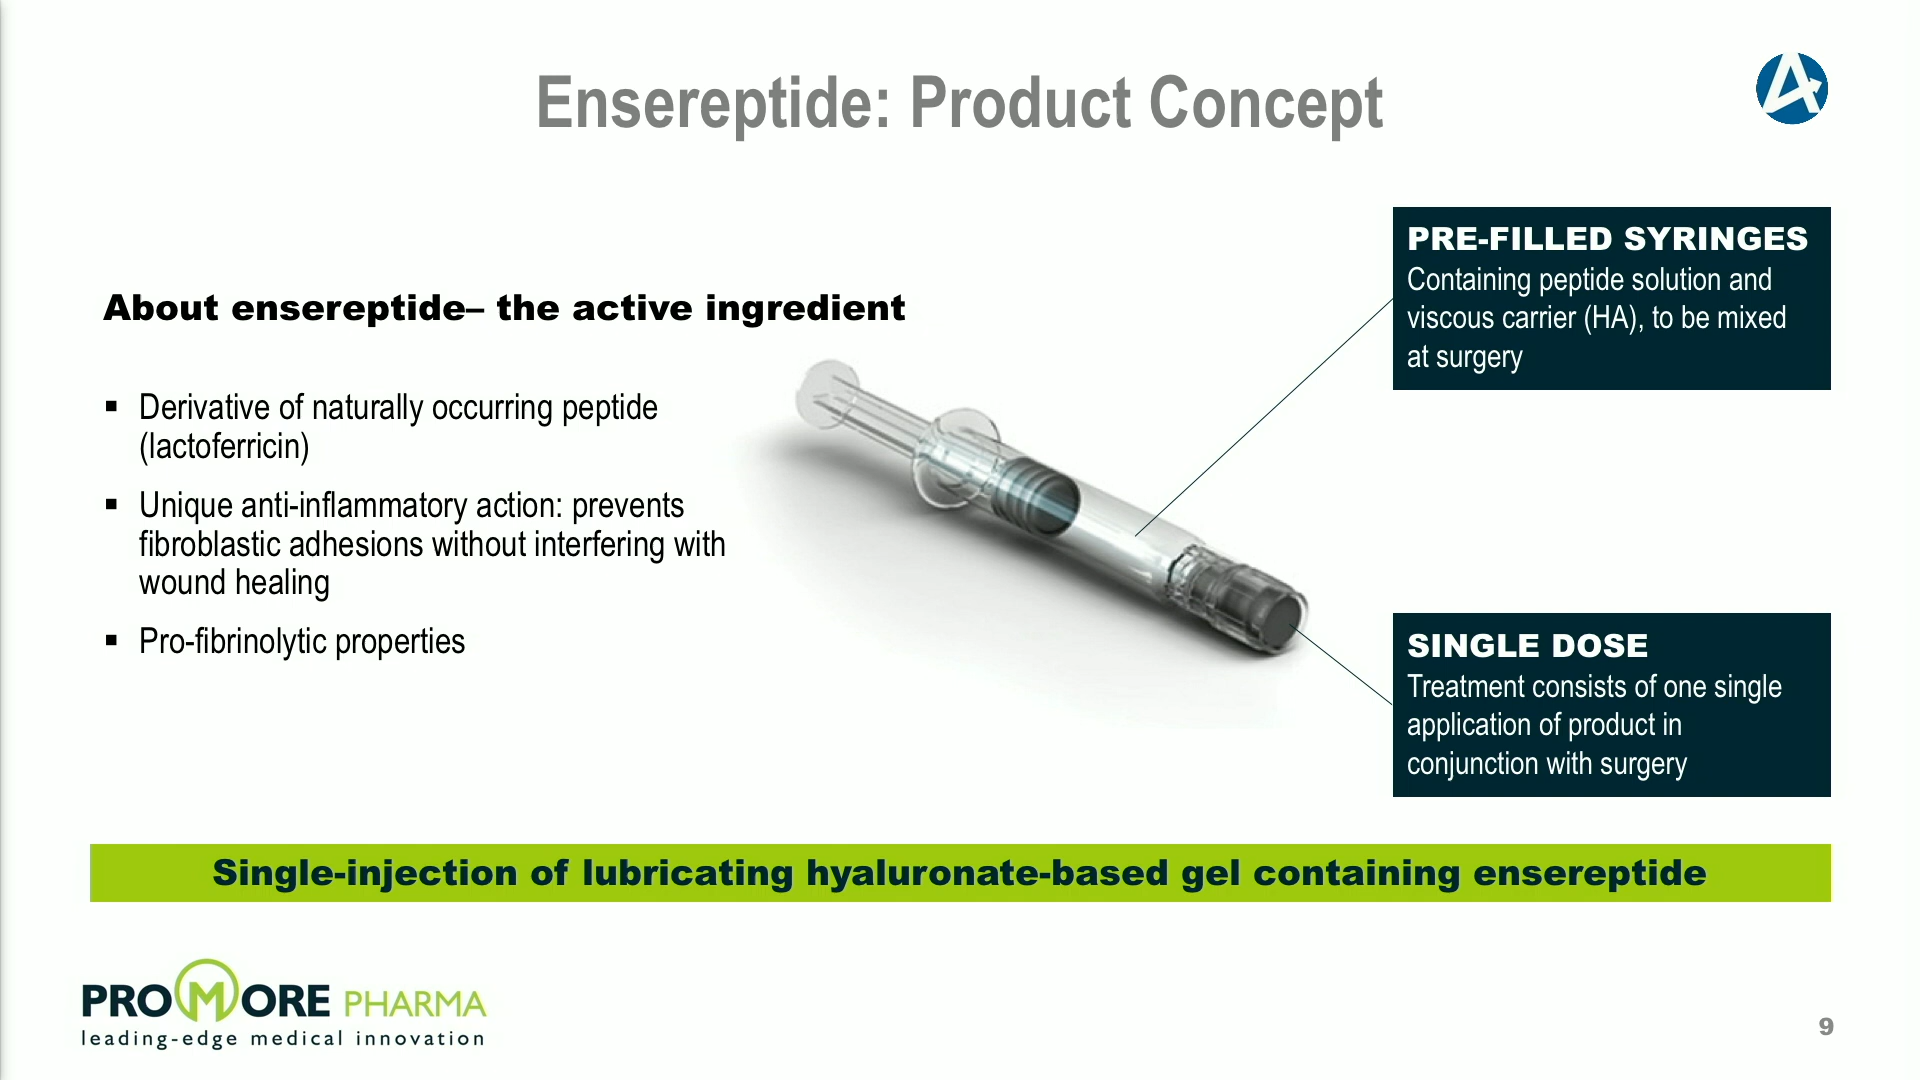 Ensereptide: Product Concept
About ensereptide– the active ingredient
▪ Derivative of naturally occurring peptide
(lactoferricin)
▪ Unique anti-inflammatory action: prevents
fibroblastic adhesions without interfering with
wound healing
▪ Pro-fibrinolytic properties
PRE-FILLED SYRINGES
Containing peptide solution and
viscous carrier (HA), to be mixed
at surgery
SINGLE DOSE
Treatment consists of one single
application of product in
conjunction with surgery
Single-injection of lubricating hyaluronate-based gel containing ensereptide
PROMORE PHARMA
leading-edge medical innovation
9